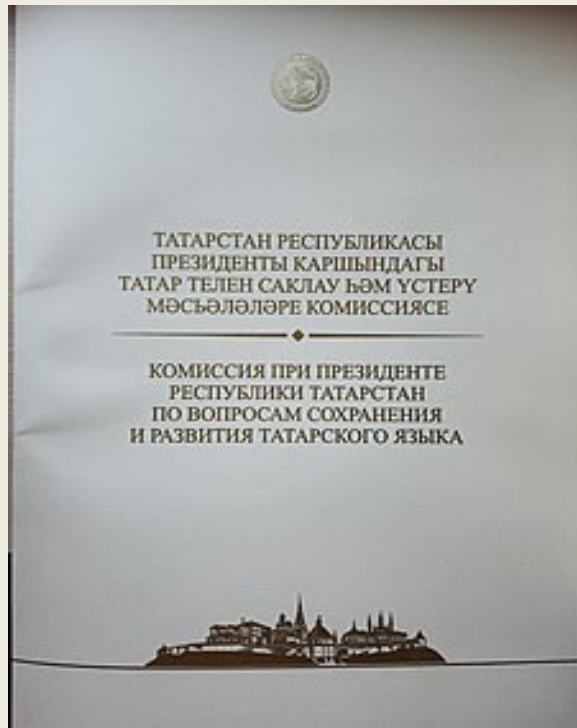 ТАТАРСТАН РЕСПУБЛИКАСЫ
ПРЕЗИДЕНТЫ КАРШЫНДАГЫ
ТАТАР ТЕЛЕН САКЛАУ ҺӘМ ҮСТЕРҮ
МӘСЬӘЛӘЛӘРЕ КОМИССИЯСЕ
КОМИССИЯ ПРИ ПРЕЗИДЕНТЕ
РЕСПУБЛИКИ ТАТАРСТАН
ПО ВОПРОСАМ СОХРАНЕНИЯ
И РАЗВИТИЯ ТАТАРСКОГО ЯЗЫКА